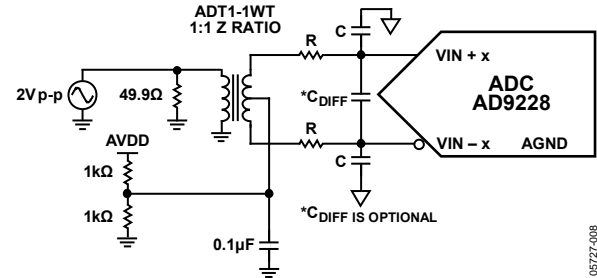 ADT1-1WT
1:1 Z RATIO
C
R
VIN + x
2V p-p
49.9Ω
*CDIFF
ADC
AD9228
R
AVDD
VIN – x
AGND
C
1kΩ
1kΩ
*CDIFF IS OPTIONAL
0.1µF
05727-008